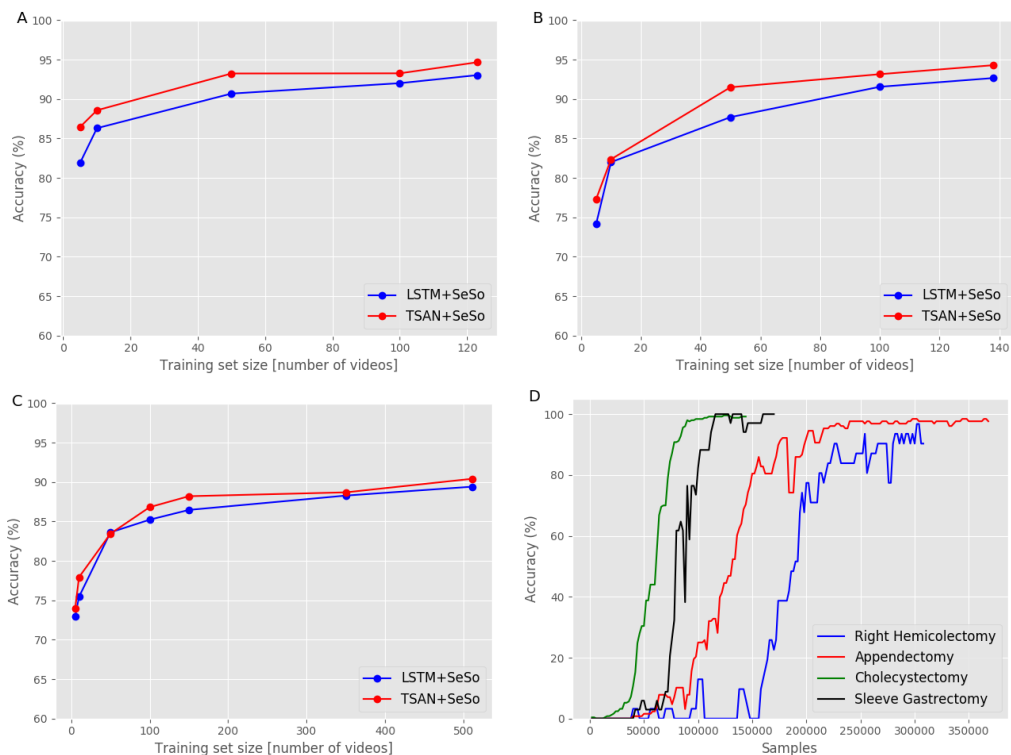 A
100
95
90
85
80
75
70
65
60
Accuracy (%)
0 20 40 60 80 100 120
Training set size [number of videos]
LSTM+SeSo
TSAN+SeSo
B
100
95
90
85
80
75
70
65
60
Accuracy (%)
0 20 40 60 80 100 120 140
Training set size [number of videos]
LSTM+SeSo
TSAN+SeSo
C
100
95
90
85
80
75
70
65
60
Accuracy (%)
0 100 200 300 400 500
Training set size [number of videos]
LSTM+SeSo
TSAN+SeSo
D
100
80
60
40
20
0
Accuracy (%)
0 50000 100000 150000 200000 250000 300000 350000
Samples
Right Hemicolectomy
Appendectomy
Cholecystectomy
Sleeve Gastrectomy